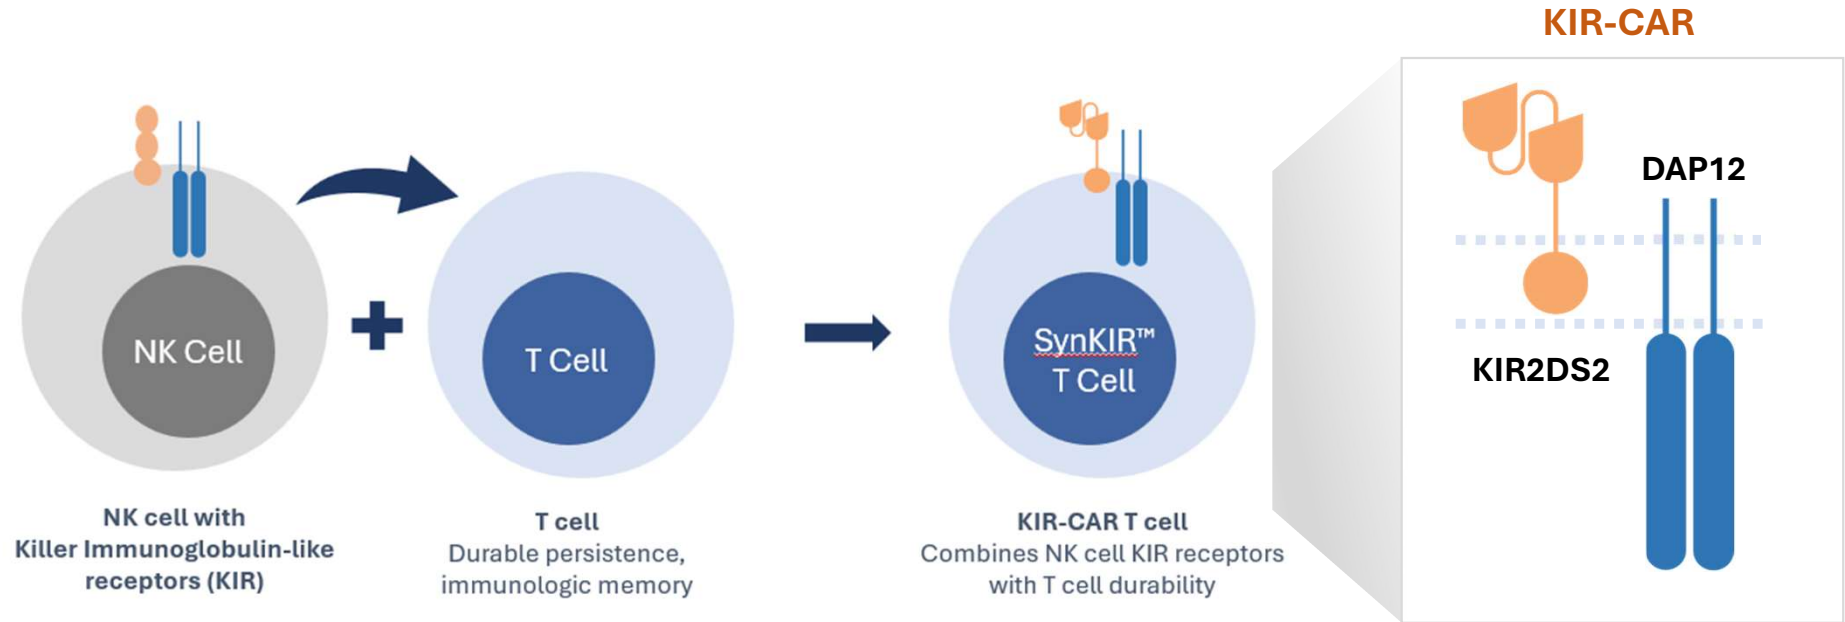 KIR-CAR
NK Cell
T Cell
SynKIR™
T Cell
DAP12
KIR2DS2
NK cell with
Killer Immunoglobulin-like
receptors (KIR)
T cell
Durable persistence,
immunologic memory
KIR-CAR T cell
Combines NK cell KIR receptors
with T cell durability